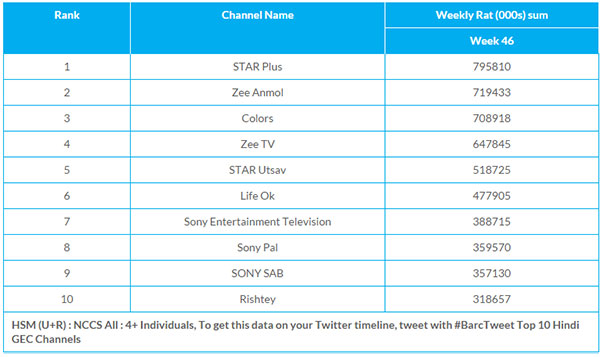 Rank Channel Name Weekly Rat (000s) sum
Week 46
1 STAR Plus 795810
2 Zee Anmol 719433
3 Colors 708918
4 Zee TV 647845
5 STAR Utsav 518725
6 Life Ok 477905
7 Sony Entertainment Television 388715
8 Sony Pal 359570
9 SONY SAB 357130
10 Rishtey 318657
HSM (U+R) : NCCS All : 4+ Individuals, To get this data on your Twitter timeline, tweet with #BarcTweet Top 10 Hindi
GEC Channels